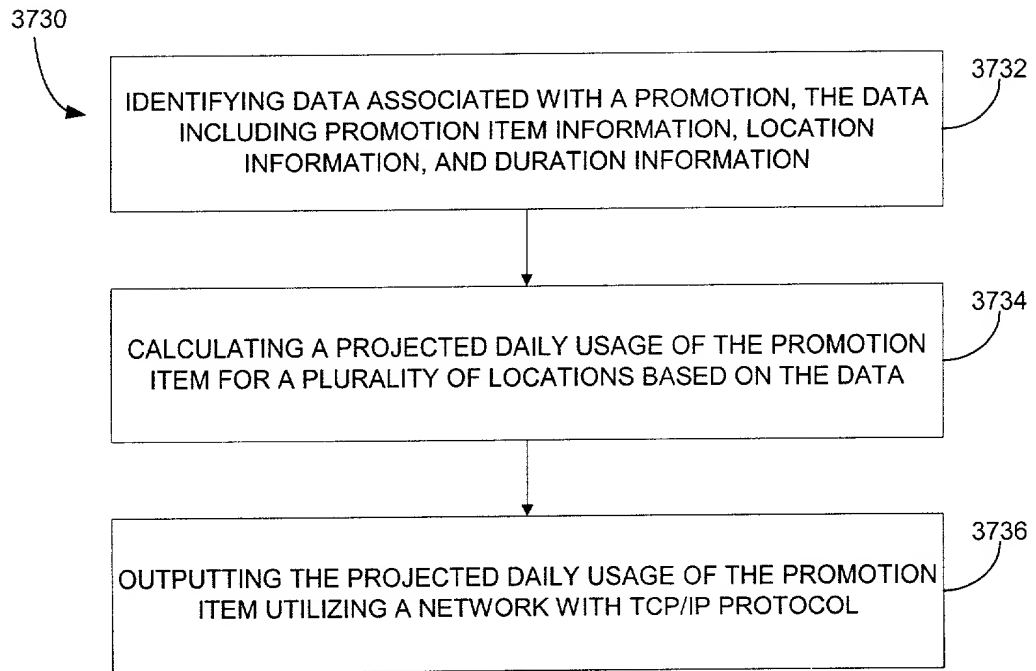 3730
3732
IDENTIFYING DATA ASSOCIATED WITH A PROMOTION, THE DATA
INCLUDING PROMOTION ITEM INFORMATION, LOCATION
INFORMATION, AND DURATION INFORMATION
3734
CALCULATING A PROJECTED DAILY USAGE OF THE PROMOTION
ITEM FOR A PLURALITY OF LOCATIONS BASED ON THE DATA
3736
OUTPUTTING THE PROJECTED DAILY USAGE OF THE PROMOTION
ITEM UTILIZING A NETWORK WITH TCP/IP PROTOCOL